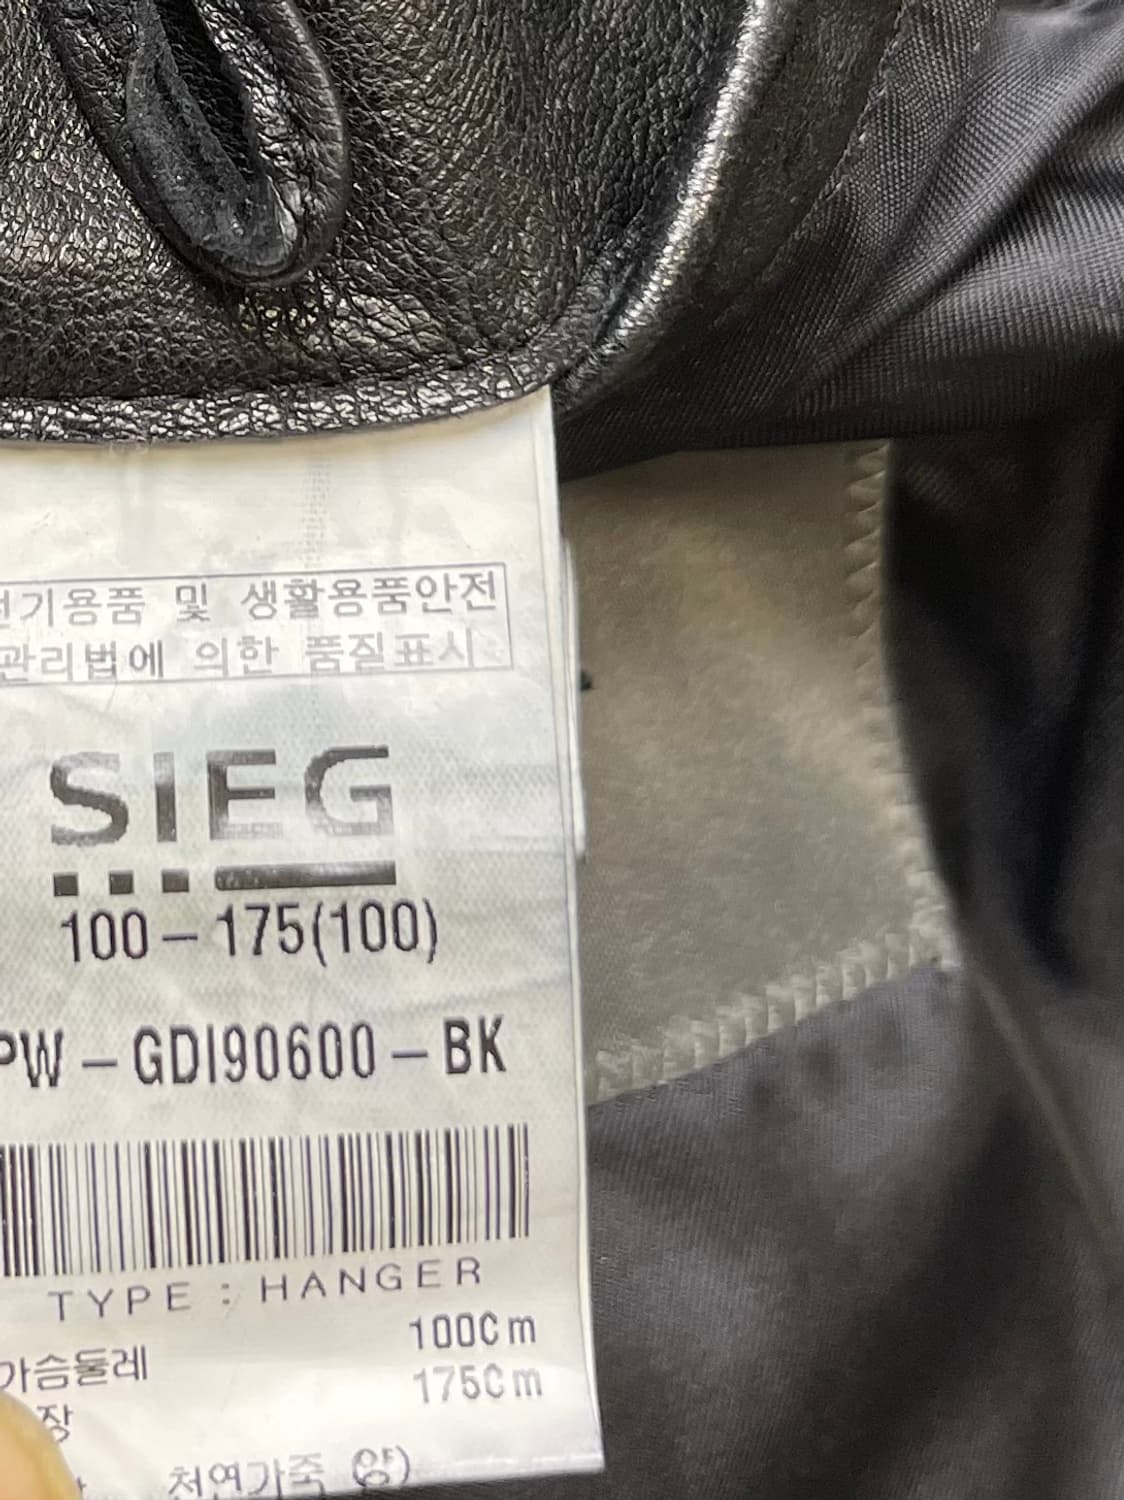 전기용품 및 생활용품안전
관리법에 의한 품질표시
SIEG
100-175(100)
PW-GDI90600-BK
TYPE : HANGER
100Cm
가슴둘레
175Cm
장
천연가죽 양)